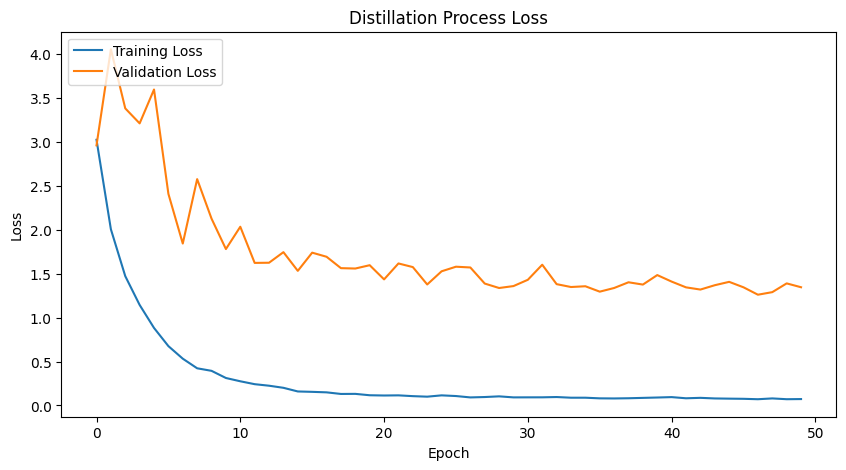 Distillation Process Loss
Training Loss
Validation Loss
Loss
4.0
3.5
3.0
2.5
2.0
1.5
1.0
0.5
0.0
0 10 20 30 40 50
Epoch